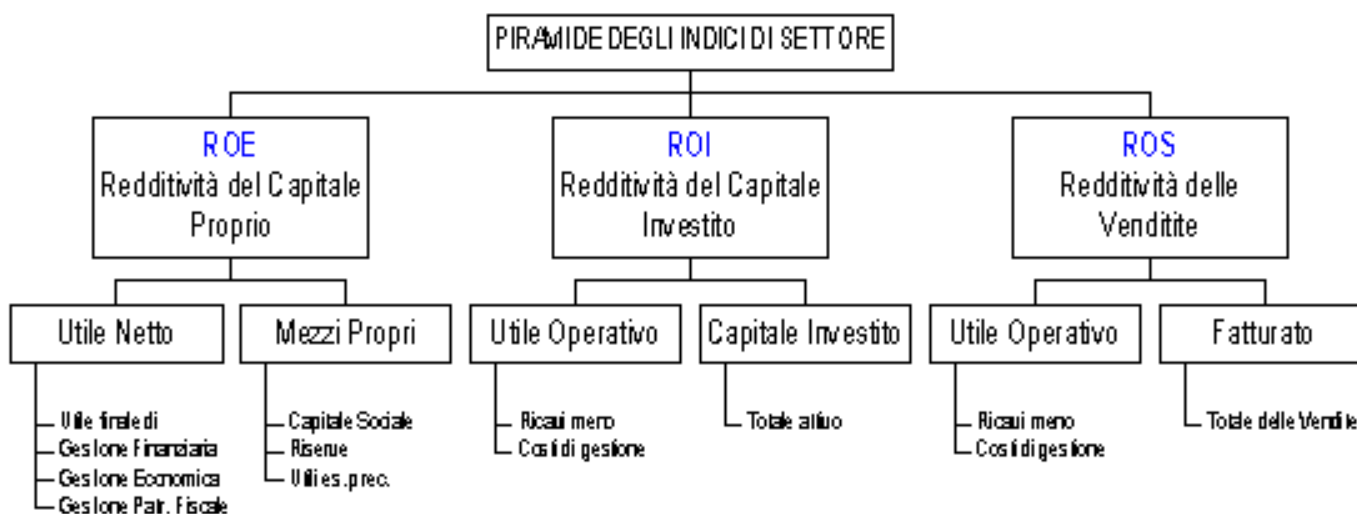 PIRAMIDE DEGLI INDICI DI SETTORE
ROE
Redditività del Capitale
Proprio
ROI
Redditività del Capitale
Investito
ROS
Redditività delle
Venditite
Utile Netto
Mezzi Propri
Utile Operativo
Capitale Investito
Utile Operativo
Fatturato
Utile finale di
Gestione Finanziaria
Gestione Economica
Gestione Patr. Fiscale
Capitale Sociale
Riserve
Utili es. prec.
Ricavi meno
Costi di gestione
Totale attivo
Ricavi meno
Costi di gestione
Totale delle Vendite